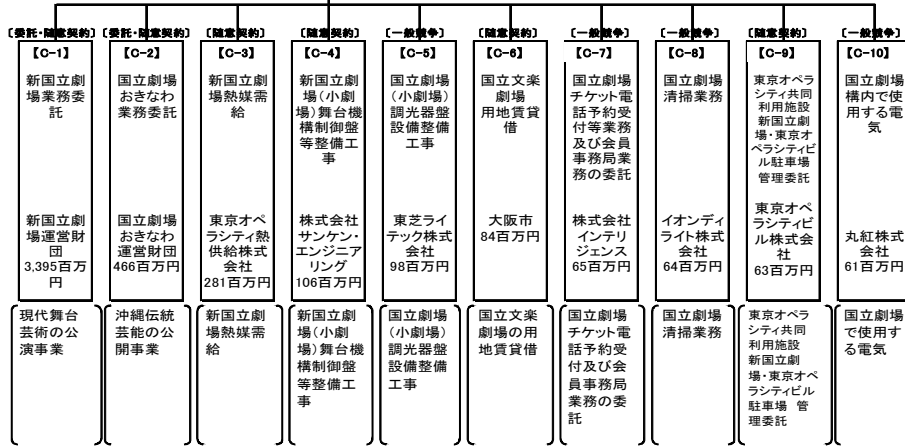 〔委託・随意契約〕
【C-1】
新国立劇
場業務委
託
新国立劇
場運営財
団
3,395百万
円
現代舞台
芸術の公
演事業
〔委託・随意契約〕
【C-2】
国立劇場
おきなわ
業務委託
国立劇場
おきなわ
運営財団
466百万円
沖縄伝統
芸能の公
開事業
〔随意契約〕
【C-3】
新国立劇
場熱媒需
給
東京オペ
ラシティ熱
供給株式
会社
281百万円
新国立劇
場熱媒需
給
〔随意契約〕
【C-4】
新国立劇
場(小劇
場)舞台機
構制御盤
等整備工
事
株式会社
サンケン・
エンジニア
リング
106百万円
新国立劇
場(小劇
場)舞台機
構制御盤
等整備工
事
〔一般競争〕
【C-5】
国立劇場
(小劇場)
調光器盤
設備整備
工事
東芝ライ
テック株式
会社
98百万円
国立劇場
(小劇場)
調光器盤
設備整備
工事
〔随意契約〕
【C-6】
国立文楽
劇場
用地賃貸
借
大阪市
84百万円
国立文楽
劇場の用
地賃貸借
〔一般競争〕
【C-7】
国立劇場
チケット電
話予約受
付等業務
及び会員
事務局業
務の委託
株式会社
インテリ
ジェンス
65百万円
国立劇場
チケット電
話予約受
付及び会
員事務局
業務の委
託
〔一般競争〕
【C-8】
国立劇場
清掃業務
イオンディ
ライト株式
会社
64百万円
国立劇場
清掃業務
〔随意契約〕
【C-9】
東京オペラ
シティ共同
利用施設
新国立劇
場・東京オ
ペラシティビ
ル駐車場
管理委託
東京オペ
ラシティビ
ル株式会
社
63百万円
東京オペラ
シティ共同
利用施設
新国立劇
場・東京オペ
ラシティビル
駐車場 管
理委託
〔一般競争〕
【C-10】
国立劇場
構内で使
用する電
気
丸紅株式
会社
61百万円
国立劇場
で使用す
る電気